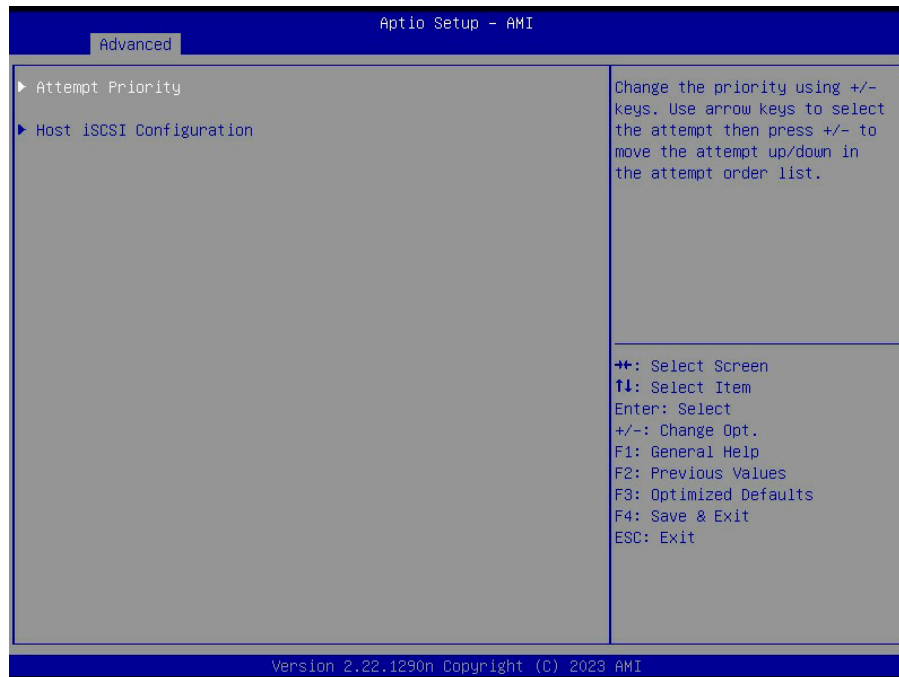 Aptio Setup – AMI
Advanced
▶ Attempt Priority
▶ Host iSCSI Configuration
Change the priority using +/-
keys. Use arrow keys to select
the attempt then press +/- to
move the attempt up/down in
the attempt order list.
→←: Select Screen
↑↓: Select Item
Enter: Select
+/-: Change Opt.
F1: General Help
F2: Previous Values
F3: Optimized Defaults
F4: Save & Exit
ESC: Exit
Version 2.22.1290n Copyright (C) 2023 AMI